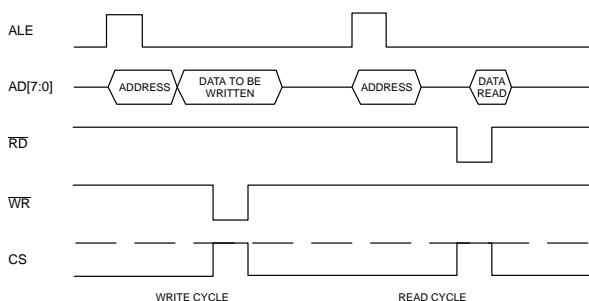 ALE
AD[7:0]
ADDRESS
DATA TO BE
WRITTEN
ADDRESS
DATA
READ
RD
WR
CS
WRITE CYCLE
READ CYCLE